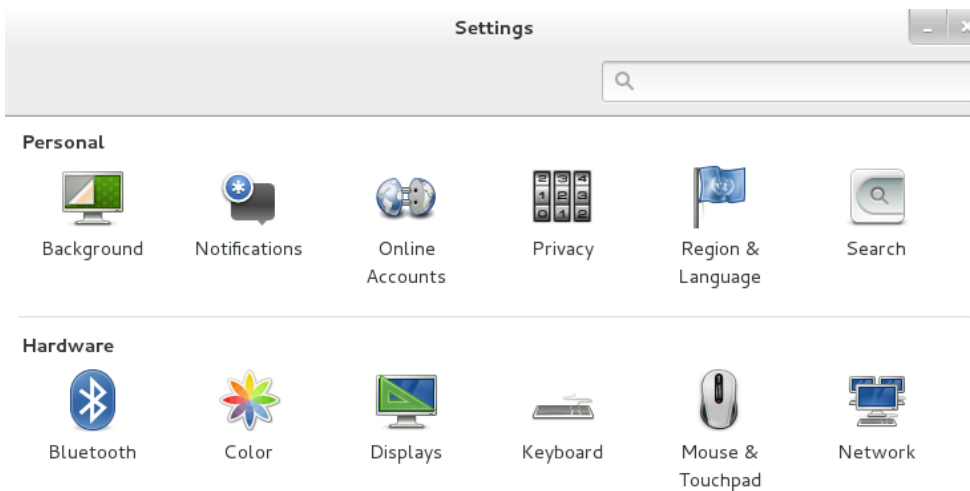 Settings
Personal
Background Notifications Online Accounts Privacy Region & Language Search
Hardware
Bluetooth Color Displays Keyboard Mouse & Touchpad Network